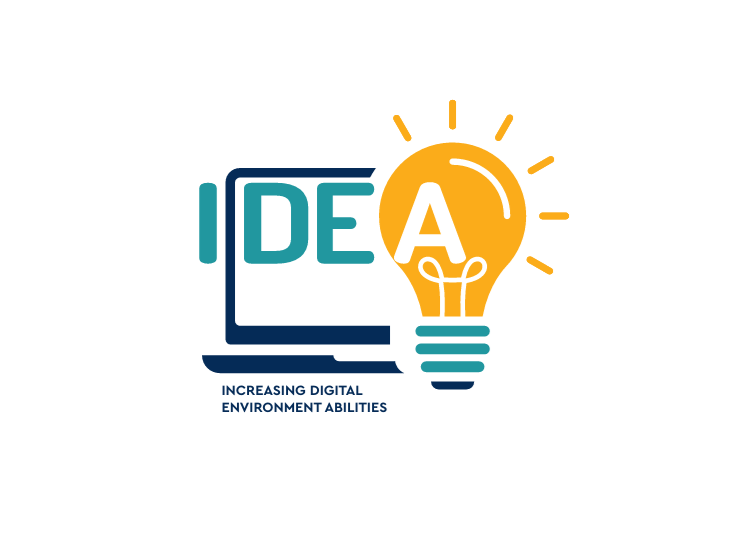 IDEA
INCREASING DIGITAL
ENVIRONMENT ABILITIES